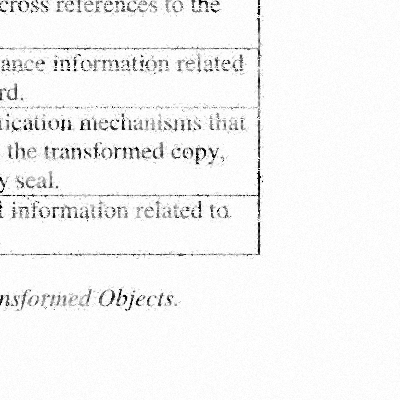 cross references to the
ance information related
rd.
ication mechanisms that
the transformed copy,
y seal.
information related to
nsformed Objects.